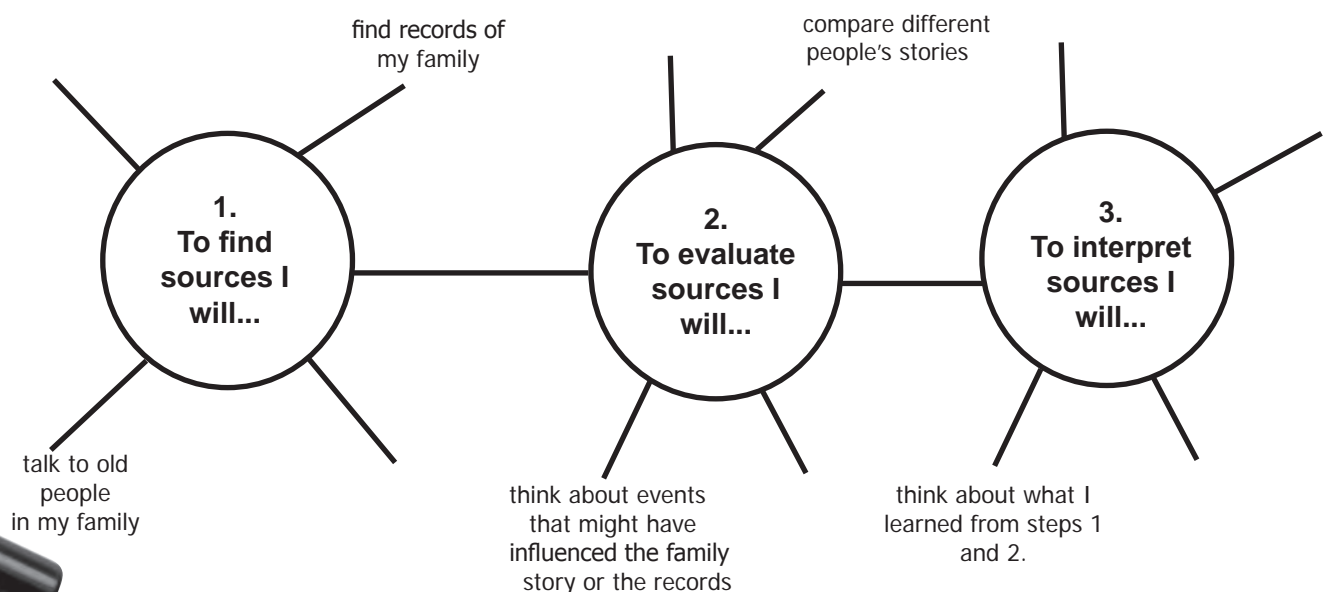 find records of
my family
1.
To find
sources I
will...
talk to old
people
in my family
compare different
people's stories
2.
To evaluate
sources I
will...
think about events
that might have
influenced the family
story or the records
3.
To interpret
sources I
will...
think about what I
learned from steps 1
and 2.